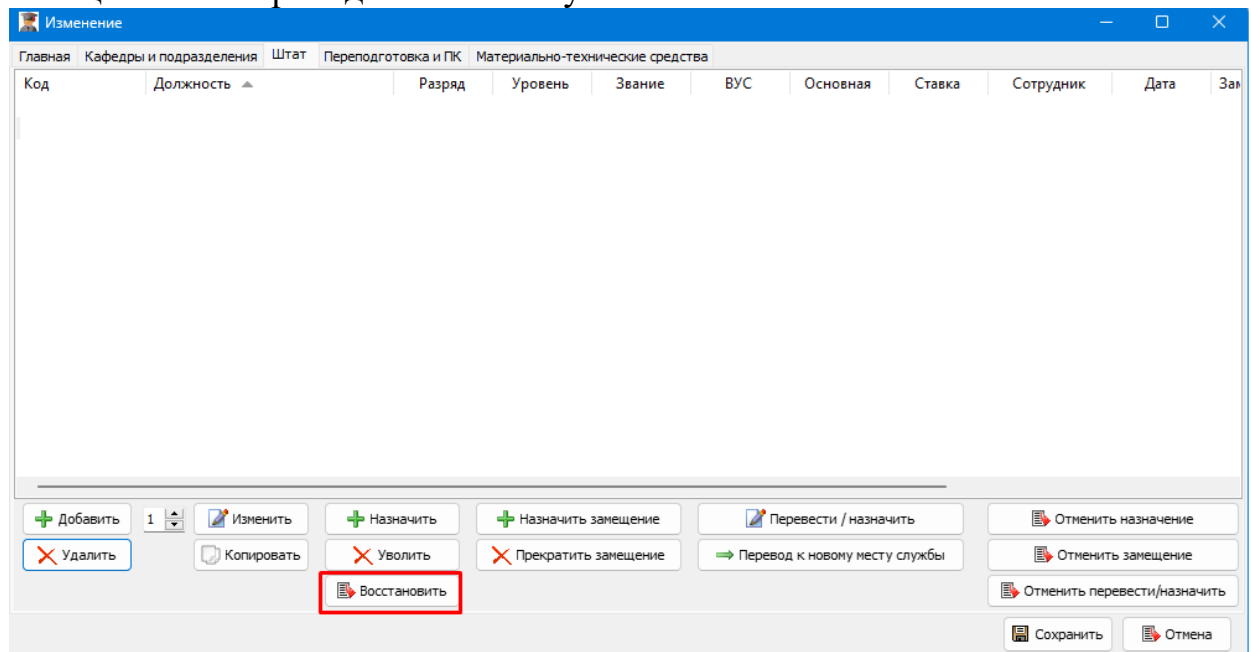 Изменение
Главная Кафедры и подразделения Штат Переподготовка и ПК Материально-технические средства
Код Должность Разряд Уровень Звание ВУС Основная Ставка Сотрудник Дата Зам
Добавить 1 Изменить Назначить Назначить замещение Перевести / назначить Отменить назначение
Удалить Копировать Уволить Прекратить замещение Перевод к новому месту службы Отменить замещение
Восстановить Отменить перевести/назначить
Сохранить Отмена